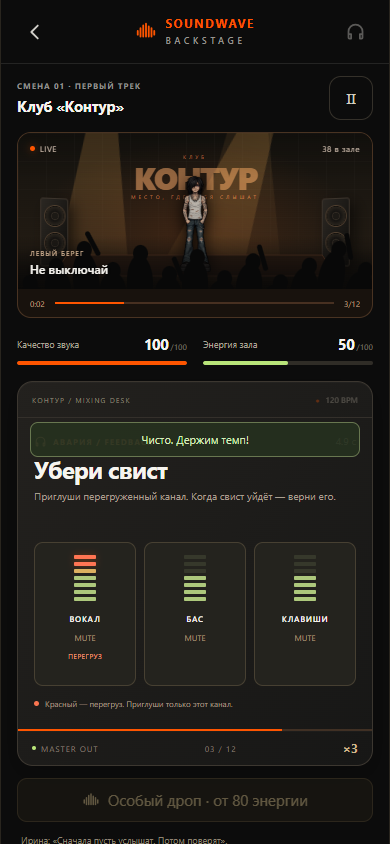 SOUNDWAVE
BACKSTAGE
СМЕНА 01 · ПЕРВЫЙ ТРЕК
Клуб «Контур»
LIVE
38 в зале
КЛУБ
КОНТУР
МЕСТО, ГДЕ СЛЫШАТ
ЛЕВЫЙ БЕРЕГ
Не выключай
0:02
3/12
Качество звука 100 /100
Энергия зала 50 /100
КОНТУР / MIXING DESK
120 BPM
Чисто. Держим темп!
Убери свист
Приглуши перегруженный канал. Когда свист уйдёт — верни его.
ВОКАЛ
MUTE
ПЕРЕГРУЗ
БАС
MUTE
КЛАВИШИ
MUTE
Красный — перегруз. Приглуши только этот канал.
MASTER OUT
03 / 12
×3
Особый дроп · от 80 энергии
Ирина: «Сначала пусть услышат. Потом поверят».